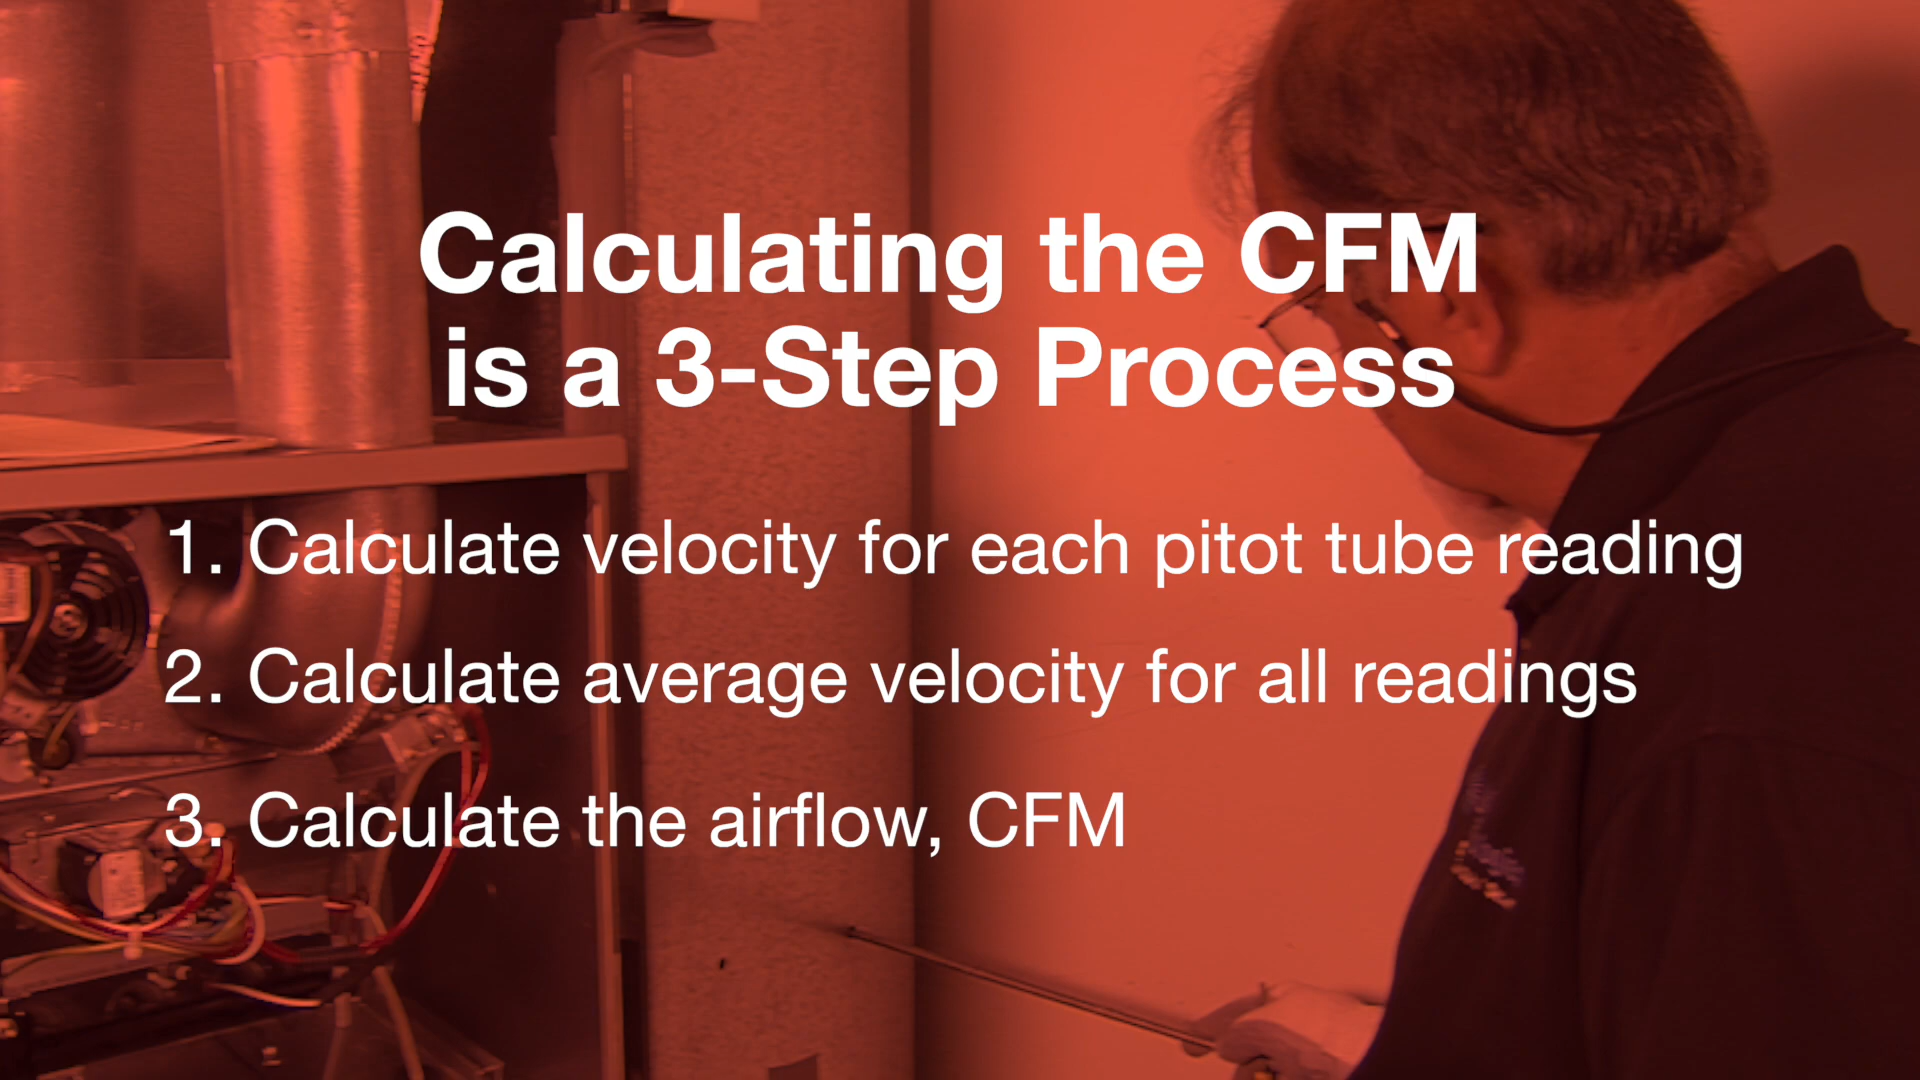 Calculating the CFM
is a 3-Step Process
1. Calculate velocity for each pitot tube reading
2. Calculate average velocity for all readings
3. Calculate the airflow, CFM